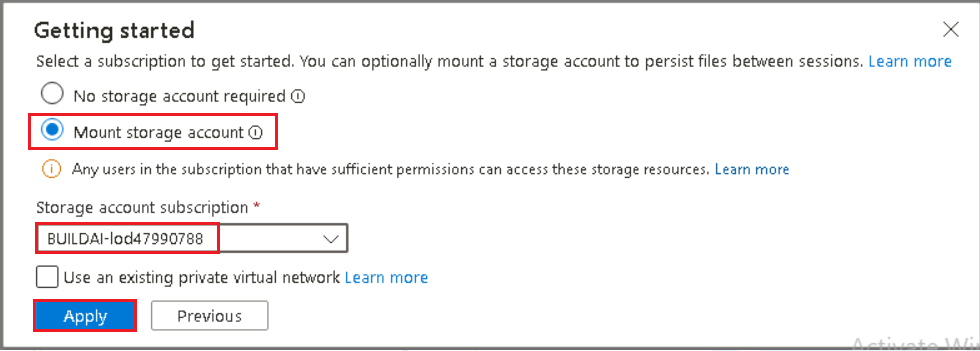 Getting started
Select a subscription to get started. You can optionally mount a storage account to persist files between sessions. Learn more
No storage account required
Mount storage account
Any users in the subscription that have sufficient permissions can access these storage resources. Learn more
Storage account subscription *
BUILDAI-lod47990788
Use an existing private virtual network Learn more
Apply Previous